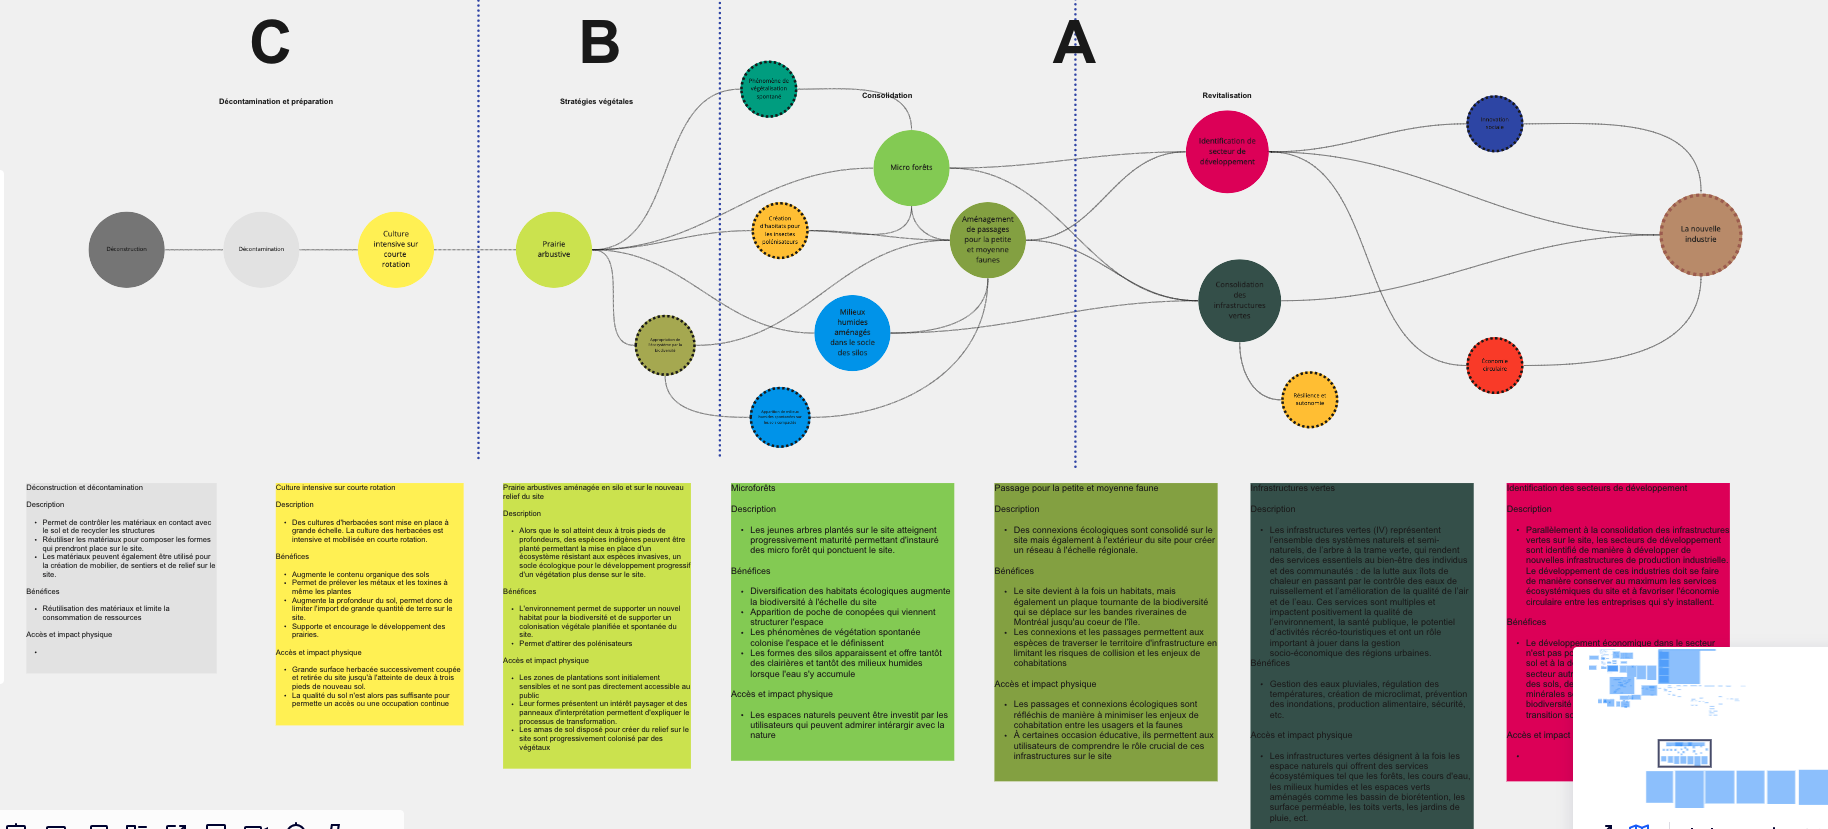 C
B
A
Décontamination et préparation
Stratégies végétales
Consolidation
Revitalisation
Déconstruction
Décontamination
Culture
intensive sur
courte
rotation
Prairie
arbustive
Phénomène de
végétalisation
spontané
Micro forêts
Création
d'habitats pour
les insectes
polénisateurs
Aménagement
de passages
pour la petite
et moyenne
faunes
Appropriation de
l'écosystème par la
biodiversité
Milieux
humides
aménagés
dans le socle
des silos
Identification de
secteur de
développement
Consolidation
des
infrastructures
vertes
Innovation
sociale
La nouvelle
industrie
Économie
circulaire
Résilience et
autonomie
Déconstruction et décontamination
Description
• Permet de contrôler les matériaux en contact avec
le sol et de recycler les structures
• Réutiliser les matériaux pour composer les formes
qui prendront place sur le site.
• Les matériaux peuvent également être utilisé pour
la création de mobilier, de sentiers et de relief sur le
site.
Bénéfices
• Réutilisation des matériaux et limite la
consommation de ressources
Accès et impact physique
•
Culture intensive sur courte rotation
Description
• Des cultures d'herbacées sont mise en place à
grande échelle. La culture des herbacées est
intensive et mobilisée en courte rotation.
Bénéfices
• Augmente le contenu organique des sols
• Permet de prélever les métaux et les toxines à
même les plantes
• Augmente la profondeur du sol, permet donc de
limiter l'import de grande quantité de terre sur le
site.
• Supporte et encourage le développement des
prairies.
Accès et impact physique
• Grande surface herbacée successivement coupée
et retirée du site jusqu'à l'atteinte de deux à trois
pieds de nouveau sol.
• La qualité du sol n'est alors pas suffisante pour
permette un accès ou une occupation continue
Prairie arbustives aménagée en silo et sur le nouveau
relief du site
Description
• Alors que le sol atteint deux à trois pieds de
profondeurs, des espèces indigènes peuvent être
planté permettant la mise en place d'un
écosystème résistant aux espèces invasives, un
socle écologique pour le développement progressif
d'un végétation plus dense sur le site.
Bénéfices
• L'environnement permet de supporter un nouvel
habitat pour la biodiversité et de supporter un
colonisation végétale planifiée et spontanée du
site.
• Permet d'attirer des polénisateurs
Accès et impact physique
• Les zones de plantations sont initialement
sensibles et ne sont pas directement accessible au
public
• Leur formes présentent un intérêt paysager et des
panneaux d'interprétation permettent d'expliquer le
processus de transformation.
• Les amas de sol disposé pour créer du relief sur le
site sont progressivement colonisé par des
végétaux
Microforêts
Description
• Les jeunes arbres plantés sur le site atteignent
progressivement maturité permettant d'instauré
des micro forêt qui ponctuent le site.
Bénéfices
• Diversification des habitats écologiques augmente
la biodiversité à l'échelle du site
• Apparition de poche de conopées qui viennent
structurer l'espace
• Les phénomènes de végétation spontanée
colonise l'espace et le définissent
• Les formes des silos apparaissent et offre tantôt
des clairières et tantôt des milieux humides
lorsque l'eau s'y accumule
Accès et impact physique
• Les espaces naturels peuvent être investit par les
utilisateurs qui peuvent admirer intérargir avec la
nature
Passage pour la petite et moyenne faune
Description
• Des connexions écologiques sont consolidé sur le
site mais également à l'extérieur du site pour créer
un réseau à l'échelle régionale.
Bénéfices
• Le site devient à la fois un habitats, mais
également un plaque tournante de la biodiversité
qui se déplace sur les bandes riveraines de
Montréal jusqu'au coeur de l'île.
• Les connexions et les passages permettent aux
espèces de traverser le territoire d'infrastructure en
limitant les risques de collision et les enjeux de
cohabitations
Accès et impact physique
• Les passages et connexions écologiques sont
réfléchis de manière à minimiser les enjeux de
cohabitation entre les usagers et la faunes
• À certaines occasion éducative, ils permettent aux
utilisateurs de comprendre le rôle crucial de ces
infrastructures sur le site
Infrastructures vertes
Description
• Les infrastructures vertes (IV) représentent
l'ensemble des systèmes naturels et semi-
naturels, de l'arbre à la trame verte, qui rendent
des services essentiels au bien-être des individus
et des communautés : de la lutte aux îlots de
chaleur en passant par le contrôle des eaux de
ruissellement et l'amélioration de la qualité de l'air
et de l'eau. Ces services sont multiples et
impactent positivement la qualité de
l'environnement, la santé publique, le potentiel
d'activités récréo-touristiques et ont un rôle
important à jouer dans la gestion
socio-économique des régions urbaines.
Bénéfices
• Gestion des eaux pluviales, régulation des
températures, création de microclimat, prévention
des inondations, production alimentaire, sécurité,
etc.
Accès et impact physique
• Les infrastructures vertes désignent à la fois les
espace naturels qui offrent des services
écosystémiques tel que les forêts, les cours d'eau,
les milieux humides et les espaces verts
aménagés comme les bassin de biorétention, les
surface perméable, les toits verts, les jardins de
pluie, ect.
Identification des secteurs de développement
Description
• Parallèlement à la consolidation des infrastructures
vertes sur le site, les secteurs de développement
sont identifié de manière à développer de
nouvelles infrastructures de production industrielle.
Le développement de ces industries doit se faire
de manière conserver au maximum les services
écosystémiques du site et à favoriser l'économie
circulaire entre les entreprises qui s'y installent.
Bénéfices
• Le développement économique dans le secteur
n'est pas
sol et à la
secteur
des sols,
minérales
biodiversité
transition
Accès et impact
•